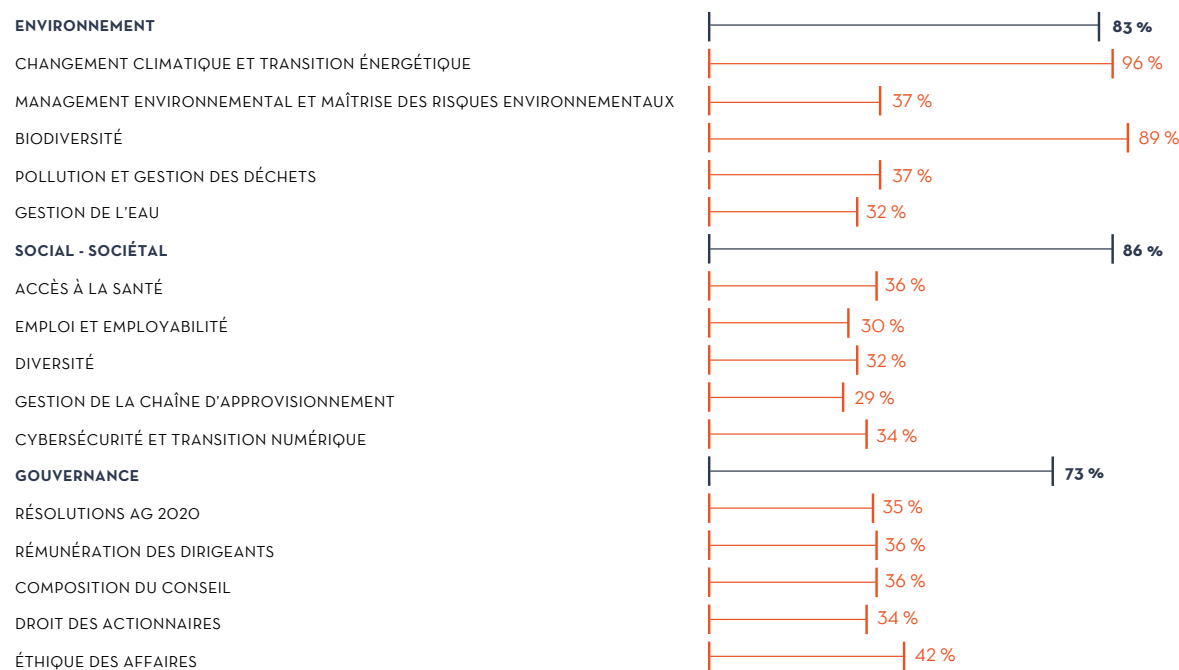 ENVIRONNEMENT 83 %
CHANGEMENT CLIMATIQUE ET TRANSITION ÉNERGÉTIQUE 96 %
MANAGEMENT ENVIRONNEMENTAL ET MAÎTRISE DES RISQUES ENVIRONNEMENTAUX 37 %
BIODIVERSITÉ 89 %
POLLUTION ET GESTION DES DÉCHETS 37 %
GESTION DE L'EAU 32 %
SOCIAL - SOCIÉTAL 86 %
ACCÈS À LA SANTÉ 36 %
EMPLOI ET EMPLOYABILITÉ 30 %
DIVERSITÉ 32 %
GESTION DE LA CHAÎNE D'APPROVISIONNEMENT 29 %
CYBERSÉCURITÉ ET TRANSITION NUMÉRIQUE 34 %
GOUVERNANCE 73 %
RÉSOLUTIONS AG 2020 35 %
RÉMUNÉRATION DES DIRIGEANTS 36 %
COMPOSITION DU CONSEIL 36 %
DROIT DES ACTIONNAIRES 34 %
ÉTHIQUE DES AFFAIRES 42 %